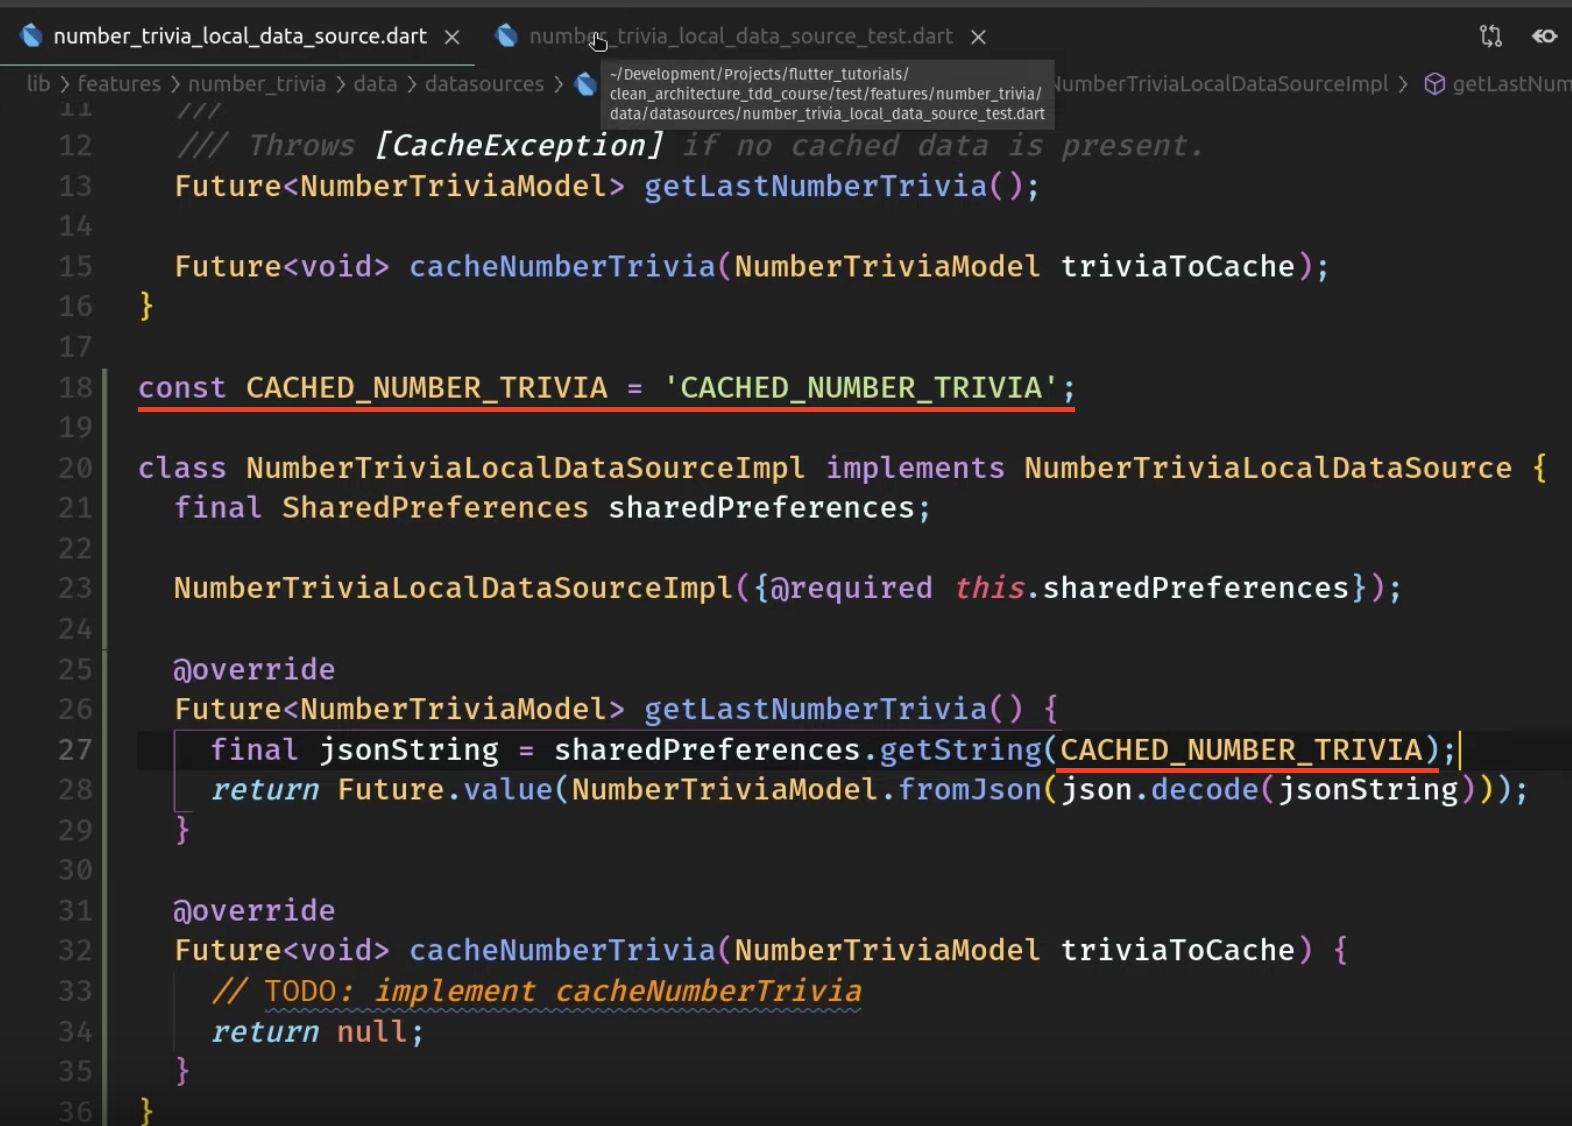 number_trivia_local_data_source.dart
number_trivia_local_data_source_test.dart
lib > features > number_trivia > data > datasources >
NumberTriviaLocalDataSourceImpl > getLastNum
~/Development/Projects/flutter_tutorials/
clean_architecture_tdd_course/test/features/number_trivia/
data/datasources/number_trivia_local_data_source_test.dart
11 ///
12 /// Throws [CacheException] if no cached data is present.
13 Future<NumberTriviaModel> getLastNumberTrivia();
14
15 Future<void> cacheNumberTrivia(NumberTriviaModel triviaToCache);
16 }
17
18 const CACHED_NUMBER_TRIVIA = 'CACHED_NUMBER_TRIVIA';
19
20 class NumberTriviaLocalDataSourceImpl implements NumberTriviaLocalDataSource {
21 final SharedPreferences sharedPreferences;
22
23 NumberTriviaLocalDataSourceImpl({@required this.sharedPreferences});
24
25 @override
26 Future<NumberTriviaModel> getLastNumberTrivia() {
27 final jsonString = sharedPreferences.getString(CACHED_NUMBER_TRIVIA);
28 return Future.value(NumberTriviaModel.fromJson(json.decode(jsonString)));
29 }
30
31 @override
32 Future<void> cacheNumberTrivia(NumberTriviaModel triviaToCache) {
33 // TODO: implement cacheNumberTrivia
34 return null;
35 }
36 }